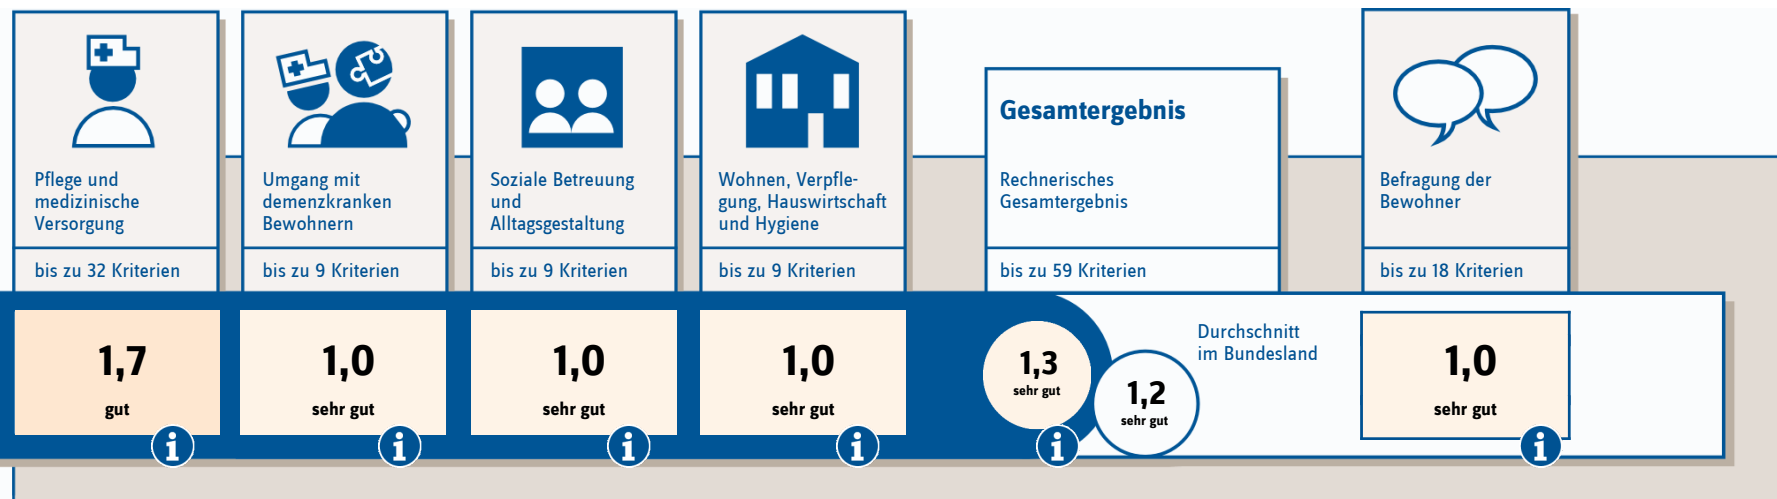 Pflege und
medizinische
Versorgung
bis zu 32 Kriterien
1,7
gut
Umgang mit
demenzkranken
Bewohnern
bis zu 9 Kriterien
1,0
sehr gut
Soziale Betreuung
und
Alltagsgestaltung
bis zu 9 Kriterien
1,0
sehr gut
Wohnen, Verpfle-
gung, Hauswirtschaft
und Hygiene
bis zu 9 Kriterien
1,0
sehr gut
Gesamtergebnis
Rechnerisches
Gesamtergebnis
bis zu 59 Kriterien
1,3
sehr gut
1,2
sehr gut
Durchschnitt
im Bundesland
Befragung der
Bewohner
bis zu 18 Kriterien
1,0
sehr gut